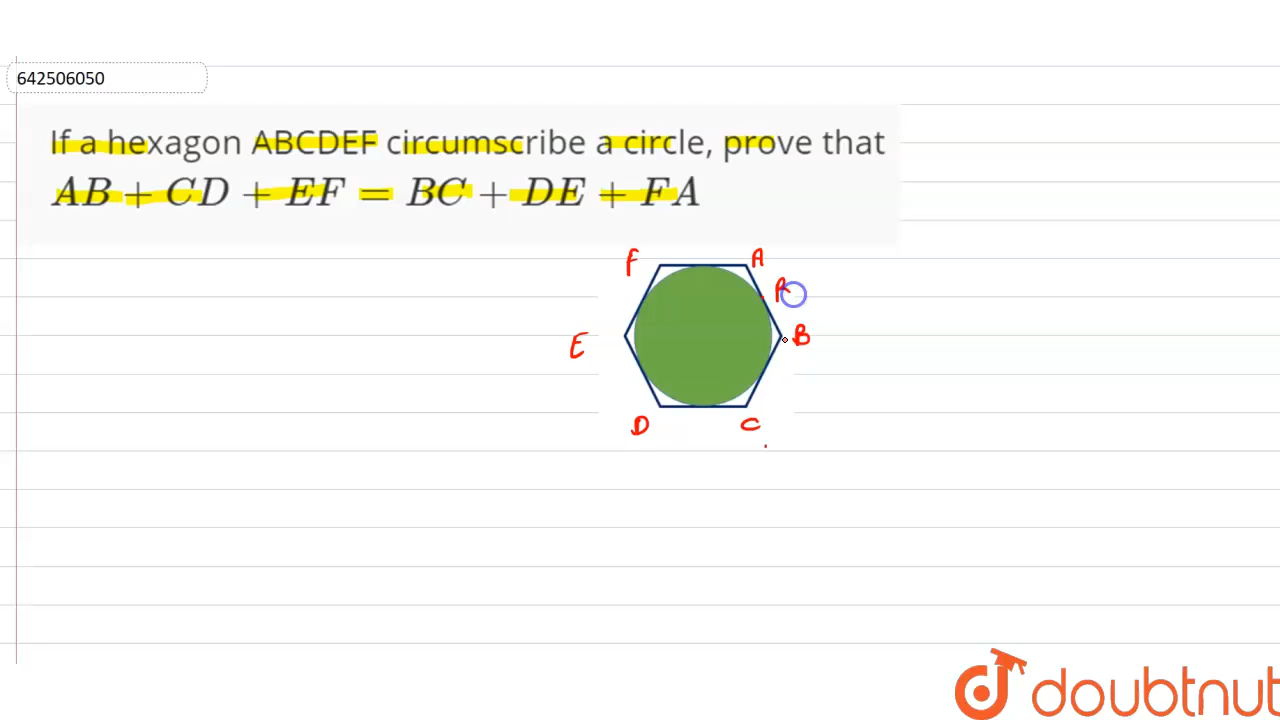 642506050
If a hexagon ABCDEF circumscribe a circle, prove that
AB + CD + EF = BC + DE + FA
F A
B
E
D C
doubtnut